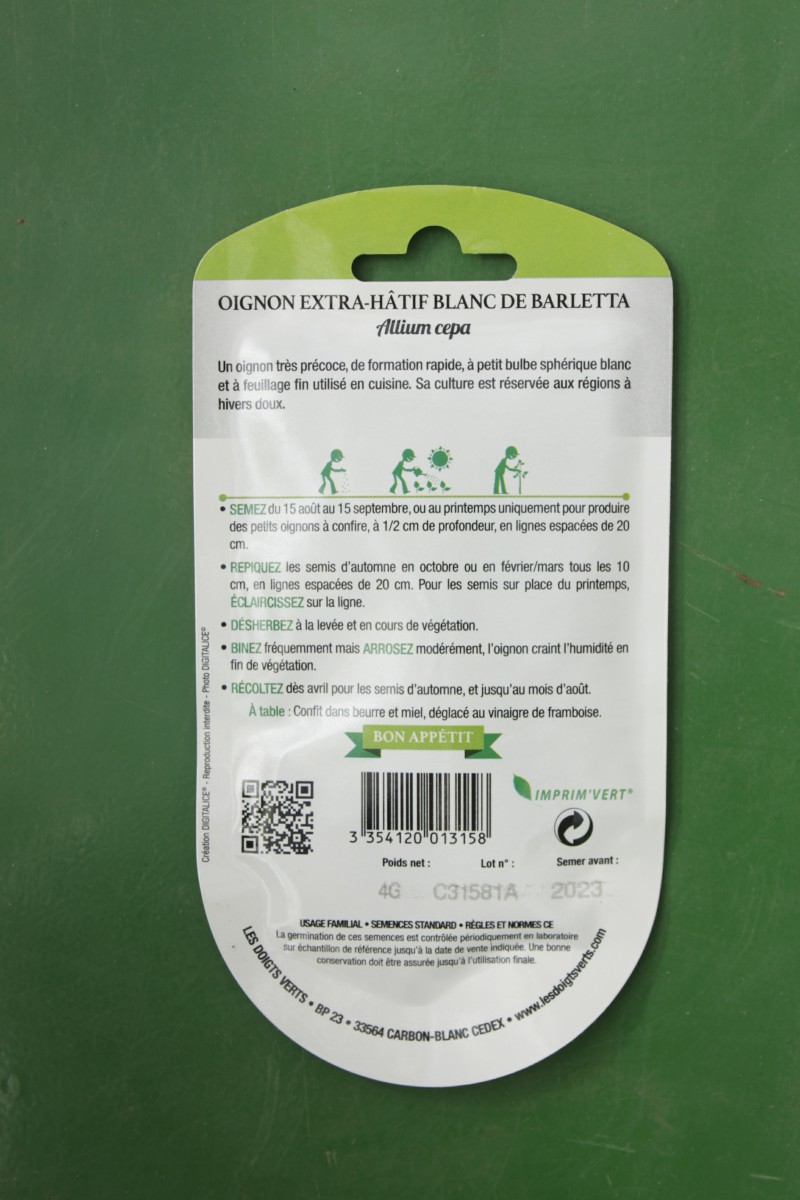 OIGNON EXTRA-HÂTIF BLANC DE BARLETTA
Allium cepa
Un oignon très précoce, de formation rapide, à petit bulbe sphérique blanc
et à feuillage fin utilisé en cuisine. Sa culture est réservée aux régions à
hivers doux.
• SEMEZ du 15 août au 15 septembre, ou au printemps uniquement pour produire
des petits oignons à confire, à 1/2 cm de profondeur, en lignes espacées de 20
cm.
• REPIQUEZ les semis d'automne en octobre ou en février/mars tous les 10
cm, en lignes espacées de 20 cm. Pour les semis sur place du printemps,
ÉCLAIRCISSEZ sur la ligne.
• DÉSHERBEZ à la levée et en cours de végétation.
• BINEZ fréquemment mais ARROSEZ modérément, l'oignon craint l'humidité en
fin de végétation.
• RÉCOLTEZ dès avril pour les semis d'automne, et jusqu'au mois d'août.
À table : Confit dans beurre et miel, déglacé au vinaigre de framboise.
BON APPÉTIT
Création DIGITALICE® - Reproduction interdite - Photo DIGITALICE®
IMPRIM'VERT®
3 354120 013158
Poids net : Lot n° : Semer avant :
4G C31581A 2023
USAGE FAMILIAL • SEMENCES STANDARD • RÈGLES ET NORMES CE
La germination de ces semences est contrôlée périodiquement en laboratoire
sur échantillon de référence jusqu'à la date de vente indiquée. Une bonne
conservation doit être assurée jusqu'à l'utilisation finale.
LES DOIGTS VERTS • BP 23 • 33564 CARBON-BLANC CEDEX • www.lesdoigtsverts.com